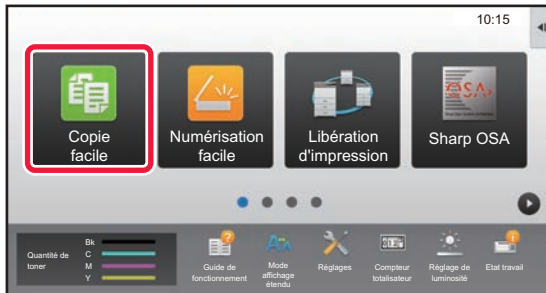 10:15
Copie
facile
Numérisation
facile
Libération
d'impression
Sharp OSA
Quantité de
toner
Bk
C
M
Y
Guide de
fonctionnement
Mode
affichage
étendu
Réglages
Compteur
totalisateur
Réglage de
luminosité
Etat travail